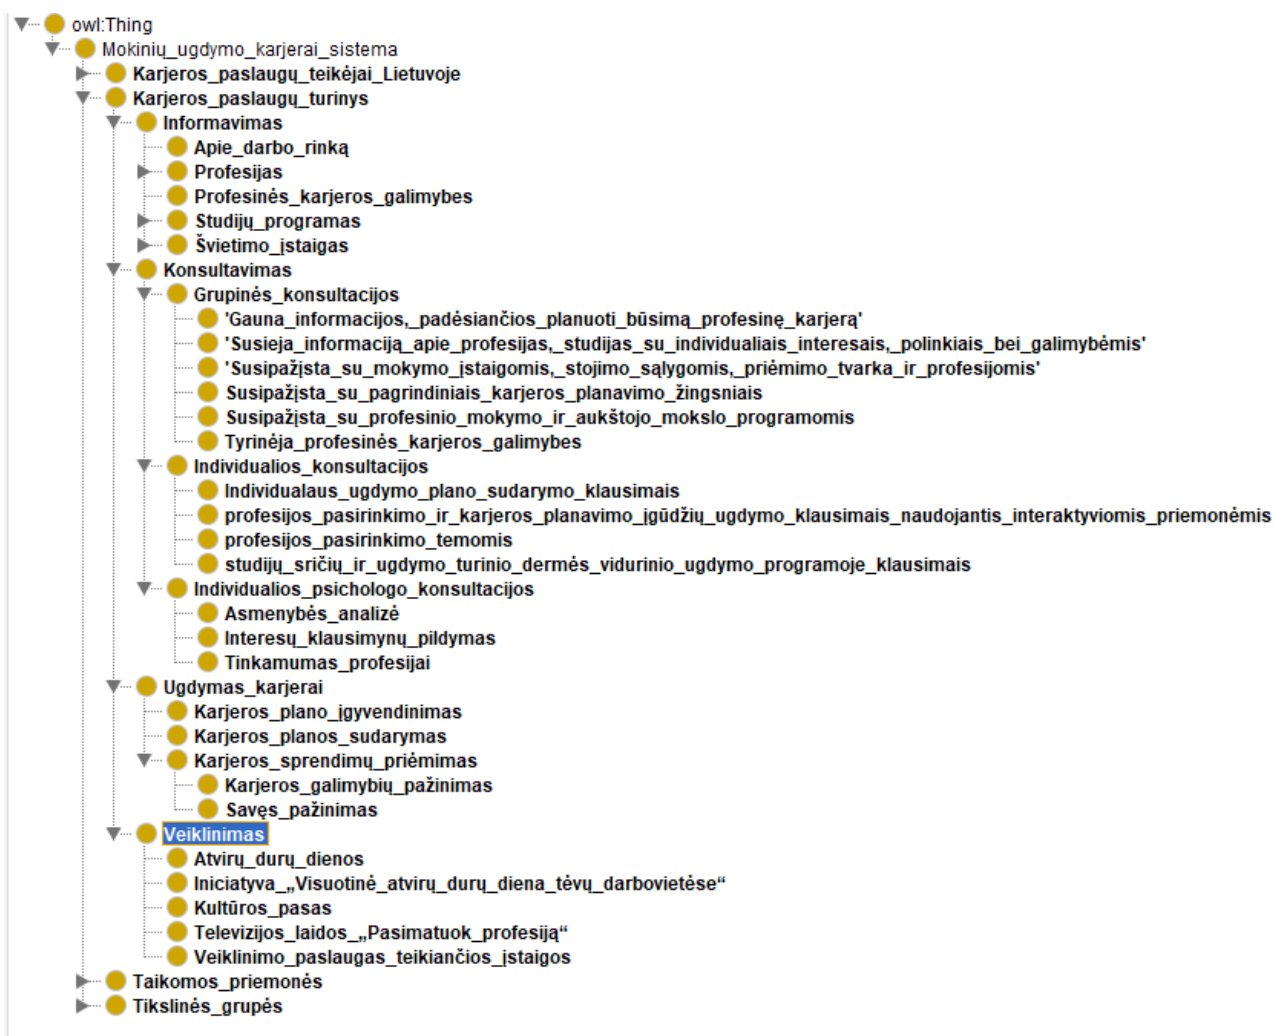 owl:Thing
Mokinių_ugdymo_karjerai_sistema
Karjeros_paslaugų_teikėjai_Lietuvoje
Karjeros_paslaugų_turinys
Informavimas
Apie_darbo_rinką
Profesijas
Profesinės_karjeros_galimybes
Studijų_programas
Švietimo_įstaigas
Konsultavimas
Grupinės_konsultacijos
'Gauna_informacijos,_padėsiančios_planuoti_būsimą_profesinę_karjerą'
'Susieja_informaciją_apie_profesijas,_studijas_su_individualiais_interesais,_polinkiais_bei_galimybėmis'
'Susipažįsta_su_mokymo_įstaigomis,_stojimo_sąlygomis,_priėmimo_tvarka_ir_profesijomis'
Susipažįsta_su_pagrindiniais_karjeros_planavimo_žingsniais
Susipažįsta_su_profesinio_mokymo_ir_aukštojo_mokslo_programomis
Tyrinėja_profesinės_karjeros_galimybes
Individualios_konsultacijos
Individualaus_ugdymo_plano_sudarymo_klausimais
profesijos_pasirinkimo_ir_karjeros_planavimo_įgūdžių_ugdymo_klausimais_naudojantis_interaktyviomis_priemonėmis
profesijos_pasirinkimo_temomis
studijų_sričių_ir_ugdymo_turinio_dermės_vidurinio_ugdymo_programoje_klausimais
Individualios_psichologo_konsultacijos
Asmenybės_analizė
Interesų_klausimynų_pildymas
Tinkamumas_profesijai
Ugdymas_karjerai
Karjeros_plano_įgyvendinimas
Karjeros_planos_sudarymas
Karjeros_sprendimų_priėmimas
Karjeros_galimybių_pažinimas
Savęs_pažinimas
Veiklinimas
Atvirų_durų_dienos
Iniciatyva_„Visuotinė_atvirų_durų_diena_tėvų_darbovietėse“
Kultūros_pasas
Televizijos_laidos_„Pasimatuok_profesiją“
Veiklinimo_paslaugas_teikiančios_įstaigos
Taikomos_priemonės
Tikslinės_grupės